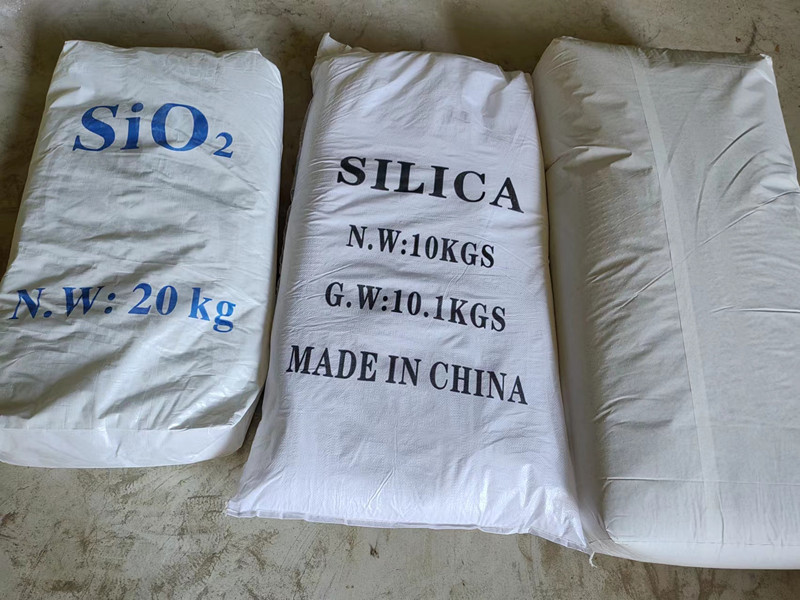 SiO₂
N.W: 20 kg
SILICA
N.W:10KGS
G.W:10.1KGS
MADE IN CHINA